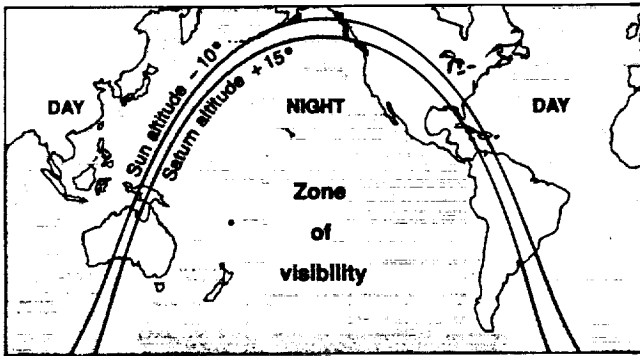 DAY
Sun altitude – 10°
Saturn altitude + 15°
NIGHT
DAY
Zone
of
visibility